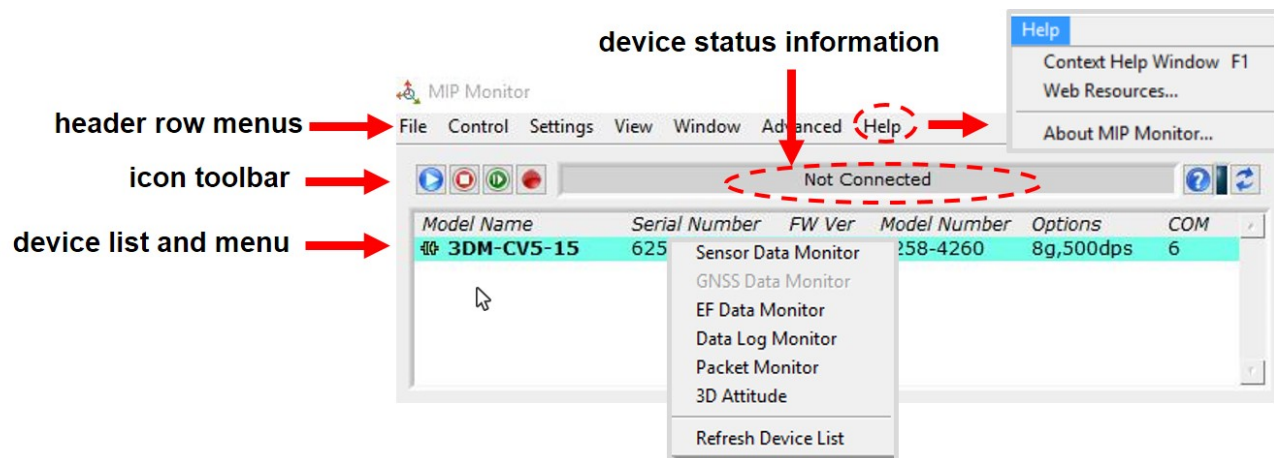 device status information
Help
Context Help Window F1
Web Resources...
About MIP Monitor...
MIP Monitor
header row menus
File Control Settings View Window Advanced Help
icon toolbar
Not Connected
device list and menu
Model Name Serial Number FW Ver Model Number Options COM
3DM-CV5-15 625 258-4260 8g,500dps 6
Sensor Data Monitor
GNSS Data Monitor
EF Data Monitor
Data Log Monitor
Packet Monitor
3D Attitude
Refresh Device List